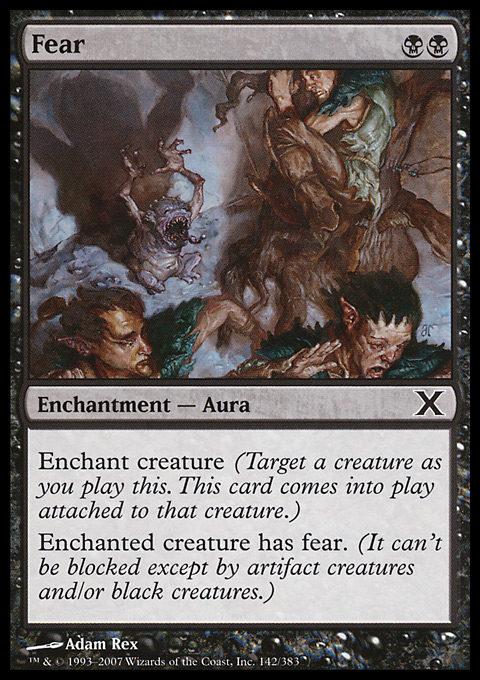 Fear
Enchantment — Aura
X
Enchant creature (Target a creature as
you play this. This card comes into play
attached to that creature.)
Enchanted creature has fear. (It can't
be blocked except by artifact creatures
and/or black creatures.)
Adam Rex
™ & © 1993–2007 Wizards of the Coast, Inc. 142/383